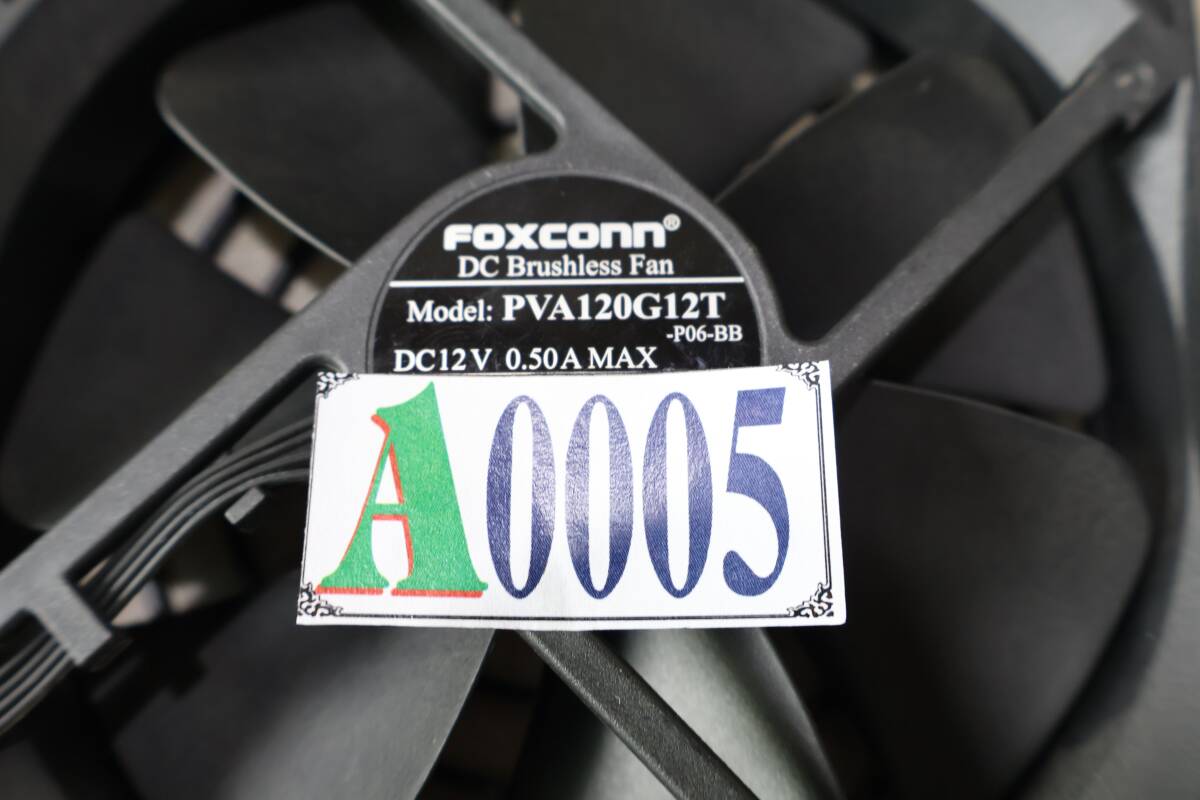 FOXCONN®
DC Brushless Fan
Model: PVA120G12T
-P06-BB
DC12V 0.50A MAX
A0005